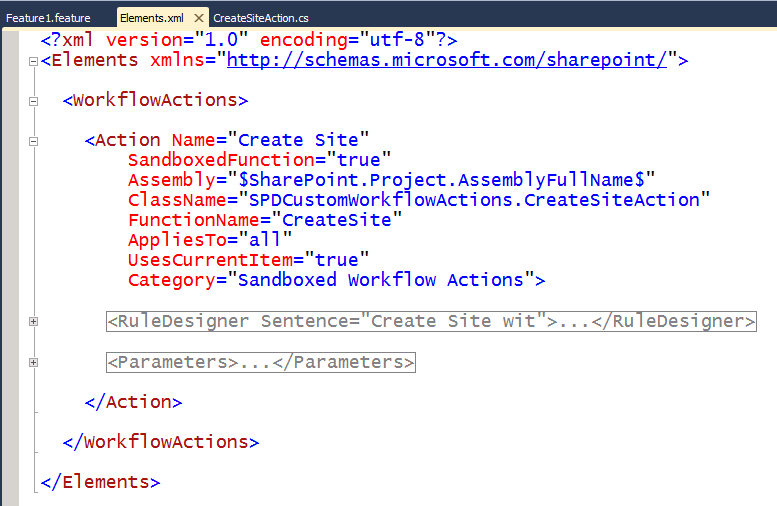 Feature1.feature Elements.xml CreateSiteAction.cs
<?xml version="1.0" encoding="utf-8"?>
<Elements xmlns="http://schemas.microsoft.com/sharepoint/">
<WorkflowActions>
<Action Name="Create Site"
SandboxedFunction="true"
Assembly="$SharePoint.Project.AssemblyFullName$"
ClassName="SPDCustomWorkflowActions.CreateSiteAction"
FunctionName="CreateSite"
AppliesTo="all"
UsesCurrentItem="true"
Category="Sandboxed Workflow Actions">
<RuleDesigner Sentence="Create Site wit">...</RuleDesigner>
<Parameters>...</Parameters>
</Action>
</WorkflowActions>
</Elements>